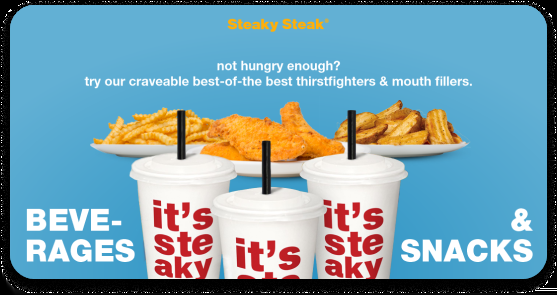 Steaky Steak®
not hungry enough?
try our craveable best-of-the best thirstfighters & mouth fillers.
BEVE-
RAGES
&
SNACKS
it's
ste
aky
it's
ste
it's
ste
aky